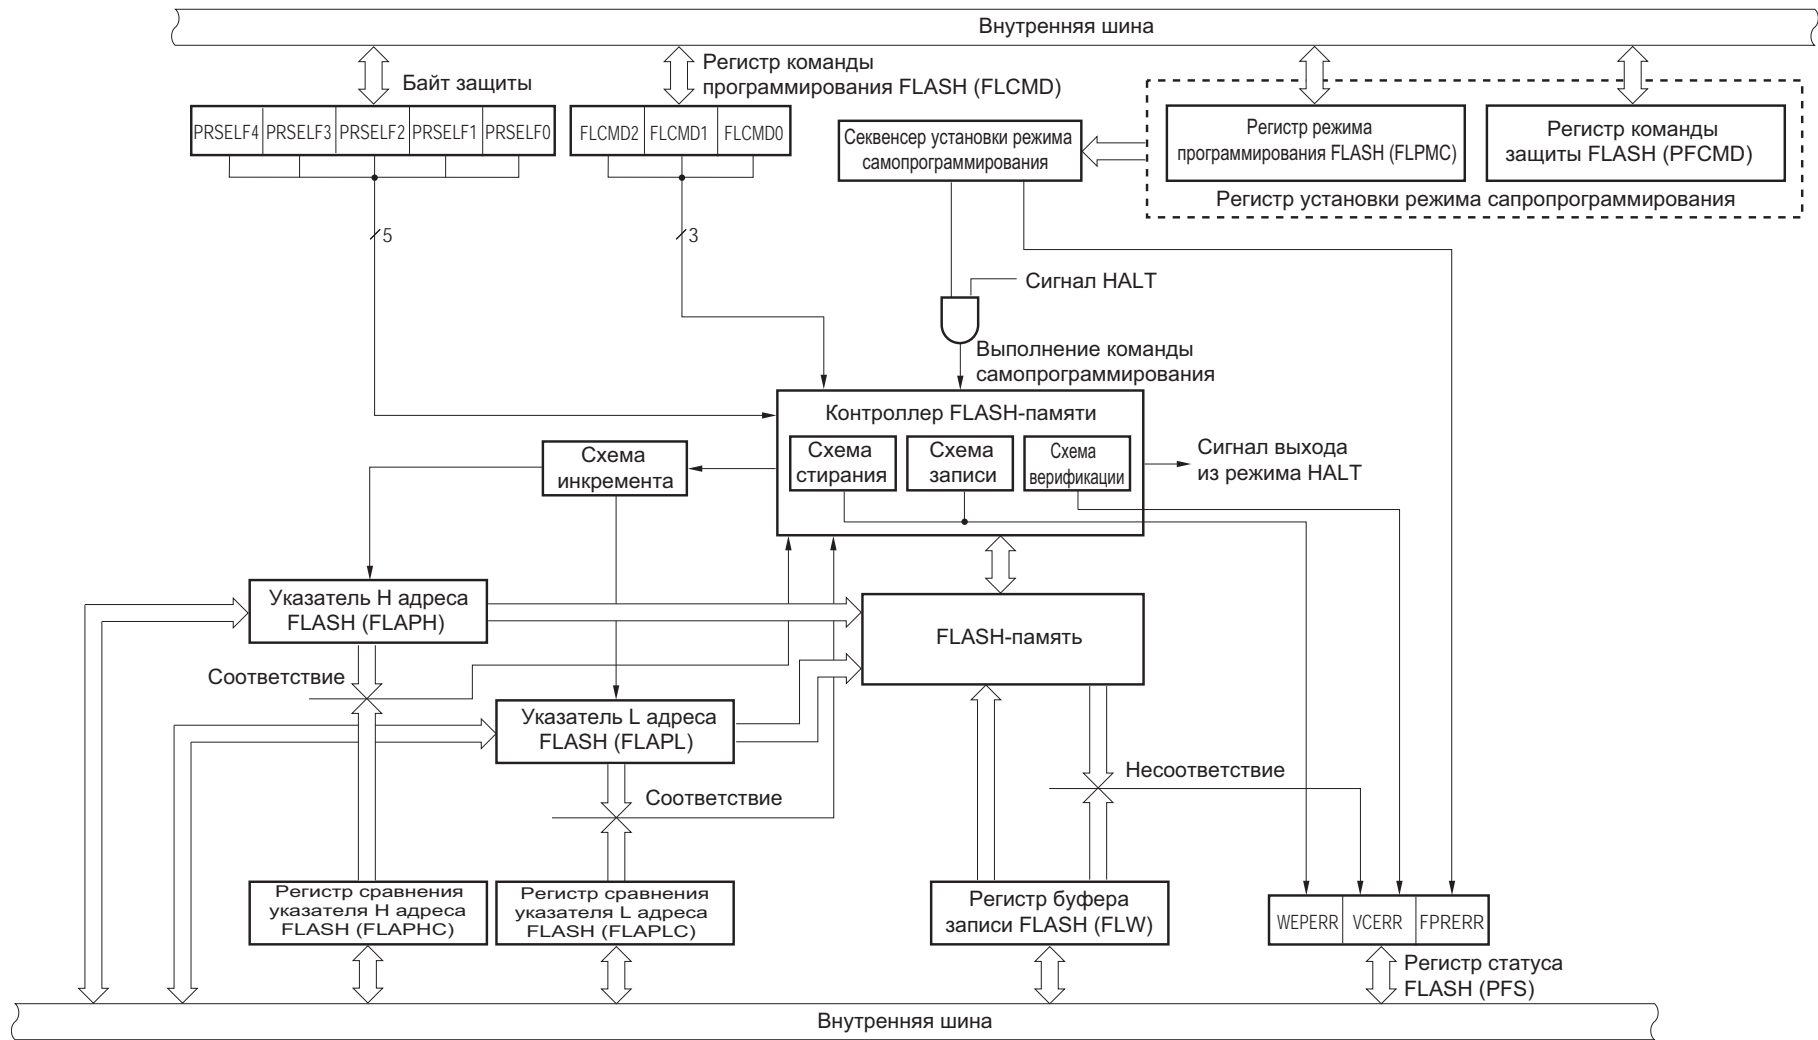 Внутренняя шина
Байт защиты
Регистр команды
программирования FLASH (FLCMD)
PRSELF4 PRSELF3 PRSELF2 PRSELF1 PRSELF0
FLCMD2 FLCMD1 FLCMD0
Секвенсер установки режима
самопрограммирования
Регистр режима
программирования FLASH (FLPMC)
Регистр команды
защиты FLASH (PFCMD)
Регистр установки режима сапропрограммирования
5
3
Сигнал HALT
Выполнение команды
самопрограммирования
Контроллер FLASH-памяти
Схема
стирания
Схема
записи
Схема
верификации
Сигнал выхода
из режима HALT
Схема
инкремента
Указатель H адреса
FLASH (FLAPH)
FLASH-память
Соответствие
Указатель L адреса
FLASH (FLAPL)
Соответствие
Несоответствие
Регистр сравнения
указателя H адреса
FLASH (FLAPHC)
Регистр сравнения
указателя L адреса
FLASH (FLAPLC)
Регистр буфера
записи FLASH (FLW)
WEPERR VCERR FPRERR
Регистр статуса
FLASH (PFS)
Внутренняя шина